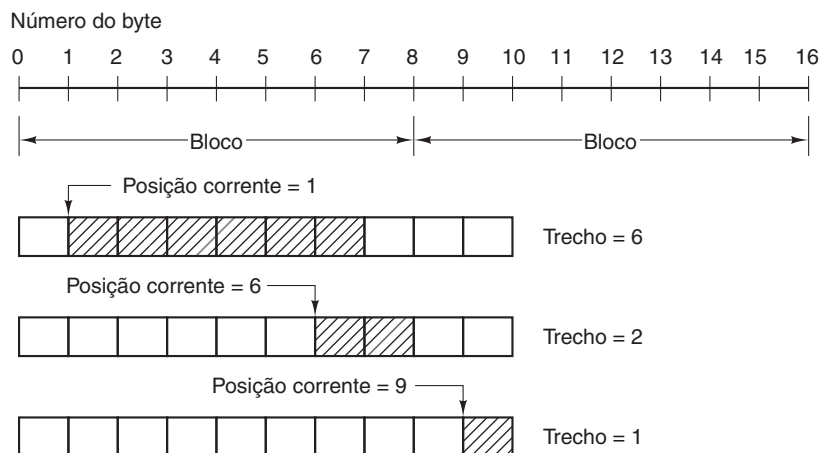 Número do byte
0 1 2 3 4 5 6 7 8 9 10 11 12 13 14 15 16
Bloco Bloco
Posição corrente = 1
Trecho = 6
Posição corrente = 6
Trecho = 2
Posição corrente = 9
Trecho = 1